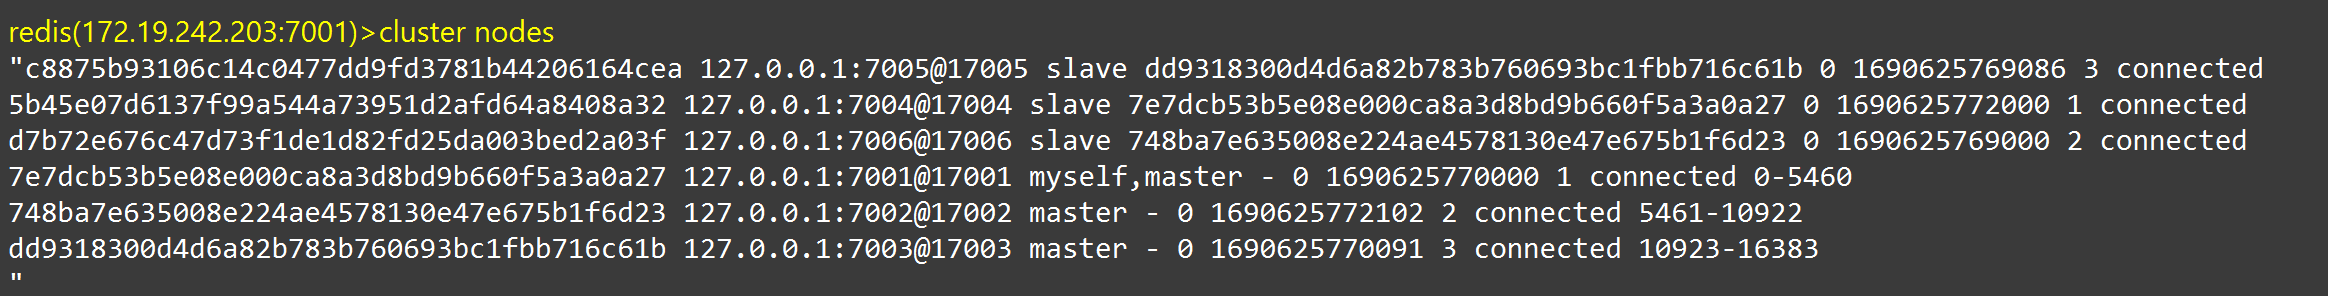 redis(172.19.242.203:7001)>cluster nodes
"c8875b93106c14c0477dd9fd3781b44206164cea 127.0.0.1:7005@17005 slave dd9318300d4d6a82b783b760693bc1fbb716c61b 0 1690625769086 3 connected
5b45e07d6137f99a544a73951d2afd64a8408a32 127.0.0.1:7004@17004 slave 7e7dcb53b5e08e000ca8a3d8bd9b660f5a3a0a27 0 1690625772000 1 connected
d7b72e676c47d73f1de1d82fd25da003bed2a03f 127.0.0.1:7006@17006 slave 748ba7e635008e224ae4578130e47e675b1f6d23 0 1690625769000 2 connected
7e7dcb53b5e08e000ca8a3d8bd9b660f5a3a0a27 127.0.0.1:7001@17001 myself,master - 0 1690625770000 1 connected 0-5460
748ba7e635008e224ae4578130e47e675b1f6d23 127.0.0.1:7002@17002 master - 0 1690625772102 2 connected 5461-10922
dd9318300d4d6a82b783b760693bc1fbb716c61b 127.0.0.1:7003@17003 master - 0 1690625770091 3 connected 10923-16383
"